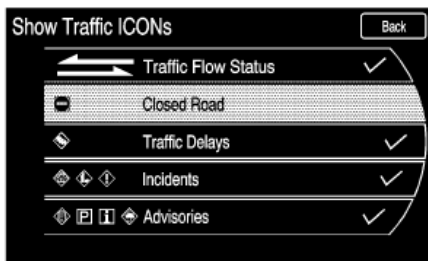 Show Traffic ICONs
Back
Traffic Flow Status
Closed Road
Traffic Delays
Incidents
P i Advisories